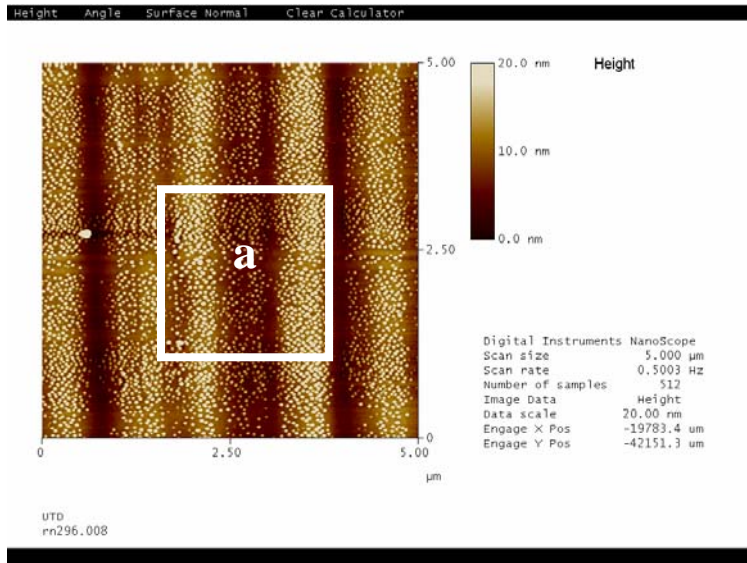 Height Angle Surface Normal Clear Calculator
5.00
20.0 nm
Height
10.0 nm
a
2.50
0.0 nm
Digital Instruments NanoScope
Scan size 5.000 µm
Scan rate 0.5003 Hz
Number of samples 512
Image Data Height
Data scale 20.00 nm
Engage X Pos -19783.4 um
Engage Y Pos -42151.3 um
0
0 2.50 5.00
µm
UTD
rn296.008